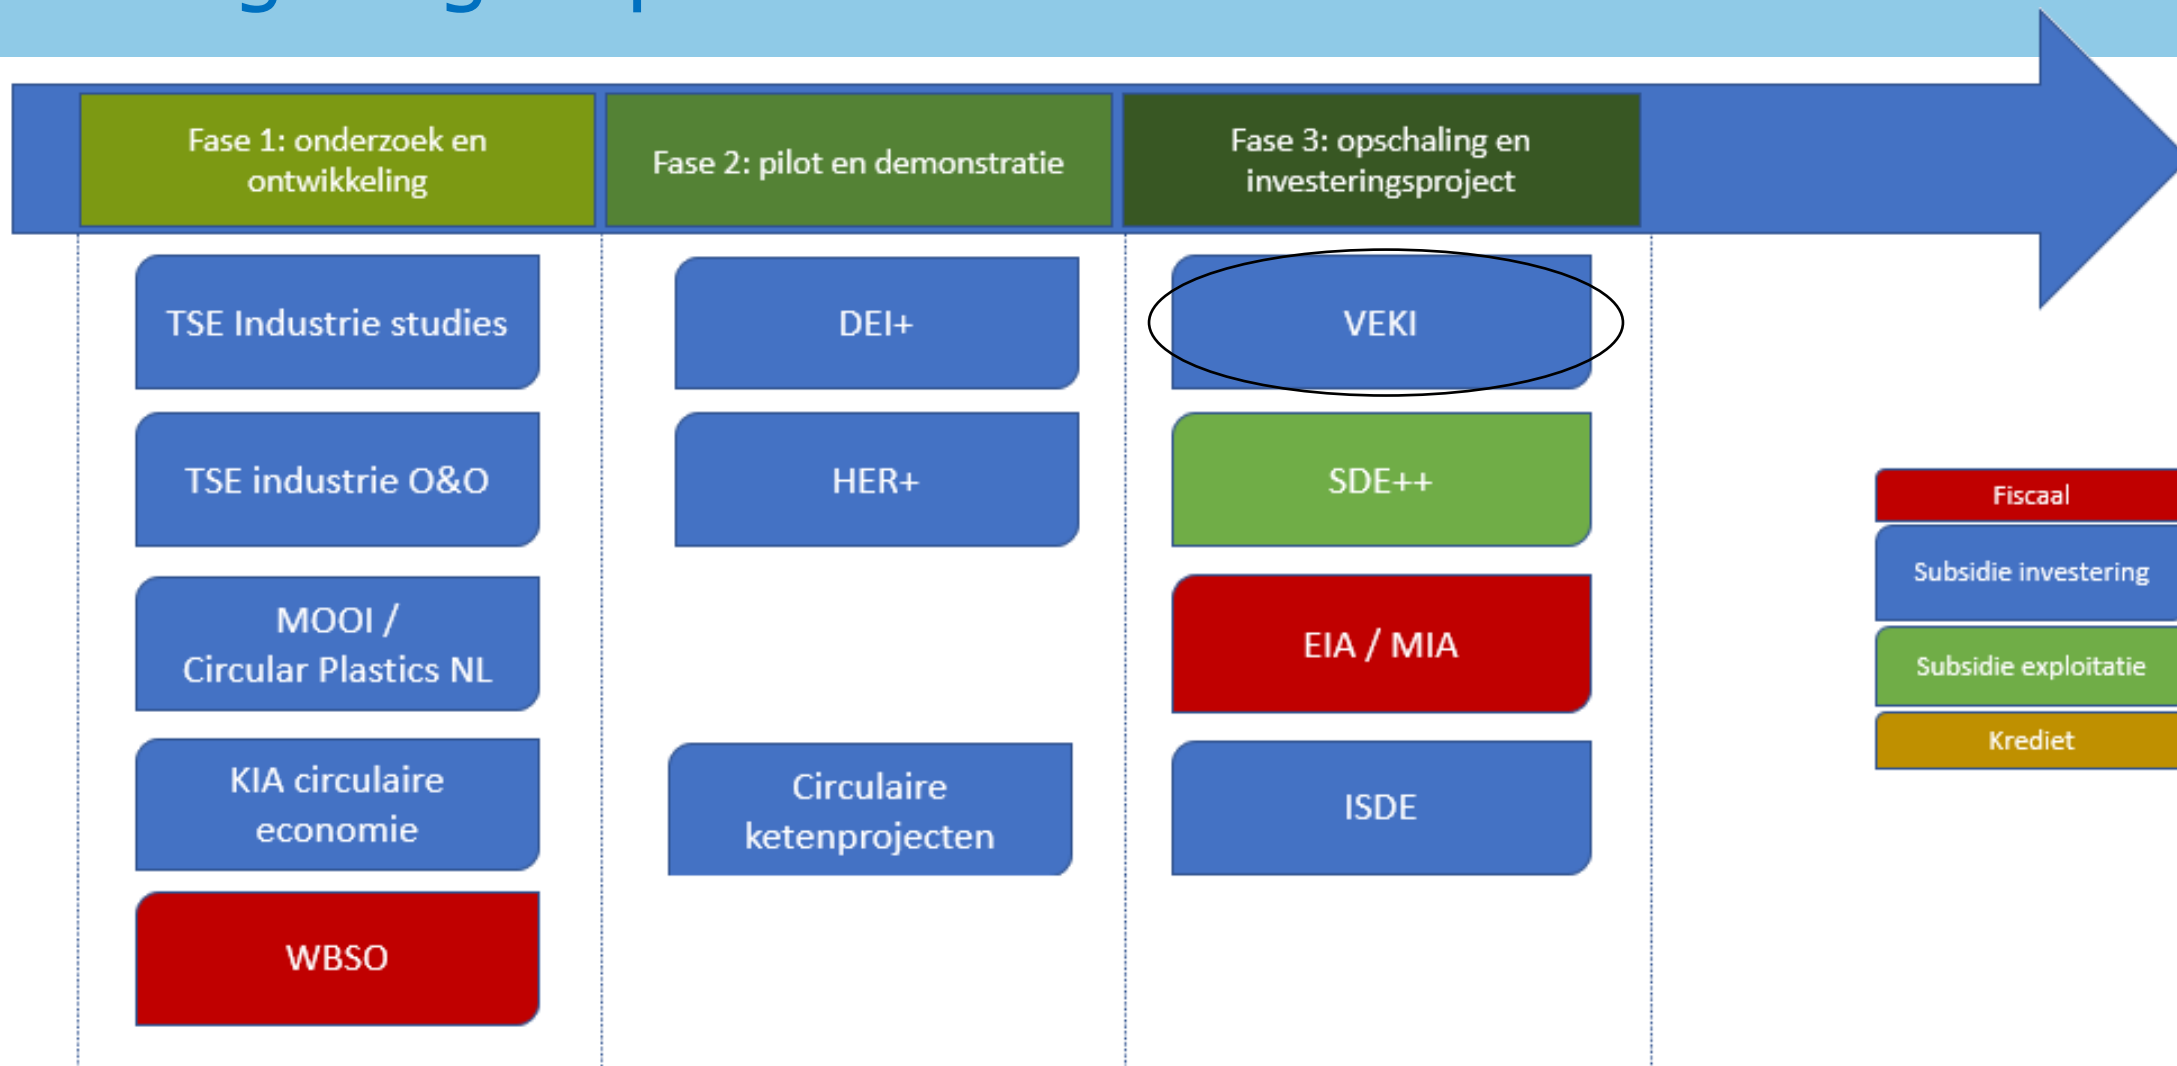 Fase 1: onderzoek en
ontwikkeling
Fase 2: pilot en demonstratie
Fase 3: opschaling en
investeringsproject
TSE Industrie studies
DEI+
VEKI
TSE industrie O&O
HER+
SDE++
MOOI /
Circular Plastics NL
EIA / MIA
KIA circulaire
economie
Circulaire
ketenprojecten
ISDE
WBSO
Fiscaal
Subsidie investering
Subsidie exploitatie
Krediet